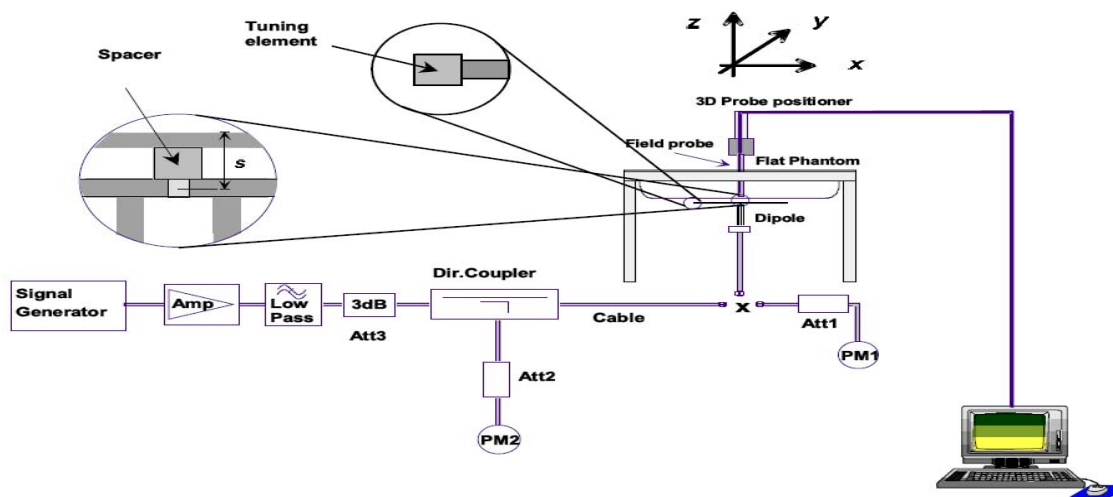 Tuning
element
Spacer
s
z
y
x
3D Probe positioner
Field probe
Flat Phantom
Dipole
Signal
Generator
Amp
Low
Pass
3dB
Att3
Dir.Coupler
Cable
x
Att1
PM1
Att2
PM2